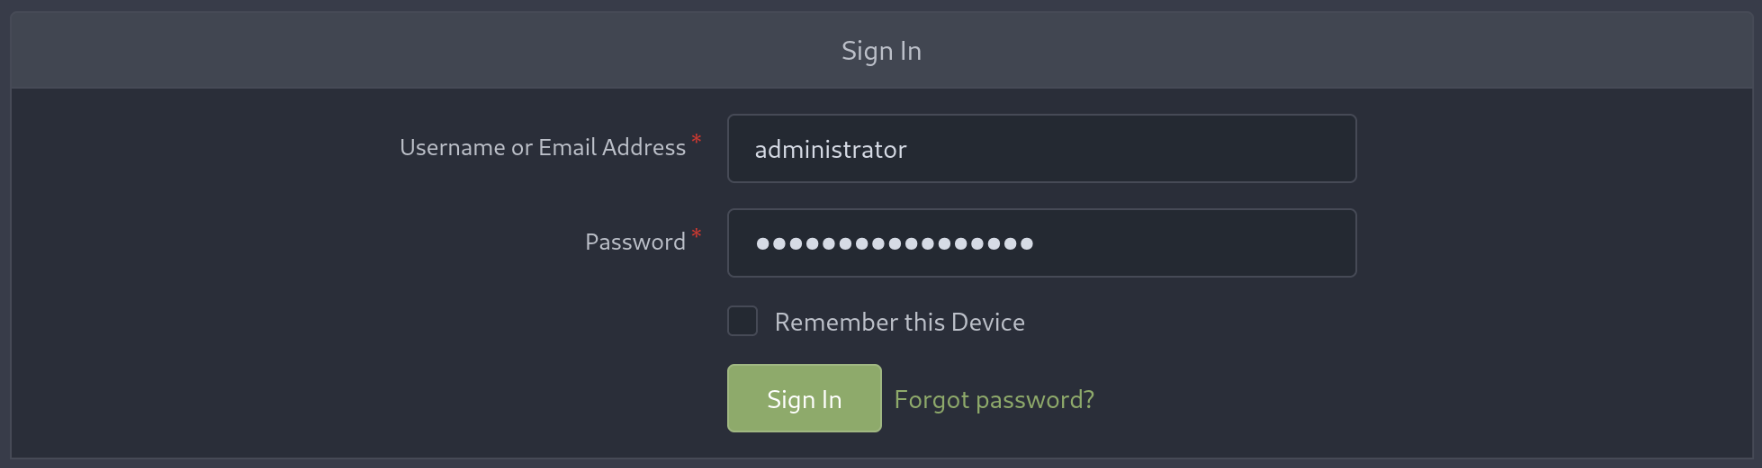 Sign In
Username or Email Address *
administrator
Password *
•••••••••••••••••
Remember this Device
Sign In Forgot password?